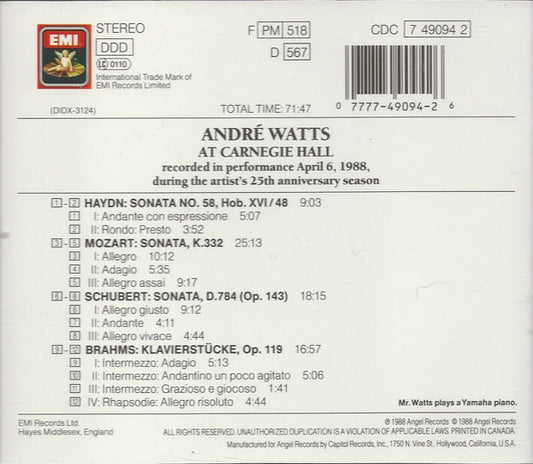 EMI
STEREO
DDD
LC 0110
International Trade Mark of
EMI Records Limited
(DIDX-3124)
F PM 518
D 567
CDC 7 49094 2
TOTAL TIME: 71:47
0 7777-49094-2 6
ANDRÉ WATTS
AT CARNEGIE HALL
recorded in performance April 6, 1988,
during the artist's 25th anniversary season
1 - 2 HAYDN: SONATA NO. 58, Hob. XVI/48 9:03
1 I: Andante con espressione 5:07
2 II: Rondo: Presto 3:52
3 - 5 MOZART: SONATA, K.332 25:13
3 I: Allegro 10:12
4 II: Adagio 5:35
5 III: Allegro assai 9:17
6 - 8 SCHUBERT: SONATA, D.784 (Op. 143) 18:15
6 I: Allegro giusto 9:12
7 II: Andante 4:11
8 III: Allegro vivace 4:44
9 - 12 BRAHMS: KLAVIERSTÜCKE, Op. 119 16:57
9 I: Intermezzo: Adagio 5:13
10 II: Intermezzo: Andantino un poco agitato 5:06
11 III: Intermezzo: Grazioso e giocoso 1:41
12 IV: Rhapsodie: Allegro risoluto 4:44
Mr. Watts plays a Yamaha piano.
EMI Records Ltd.
Hayes Middlesex, England
℗ 1988 Angel Records © 1988 Angel Records
ALL RIGHTS RESERVED. UNAUTHORIZED DUPLICATION IS A VIOLATION OF APPLICABLE LAWS. PRINTED IN CANADA.
Manufactured for Angel Records by Capitol Records, Inc., 1750 N. Vine St., Hollywood, California, U.S.A.